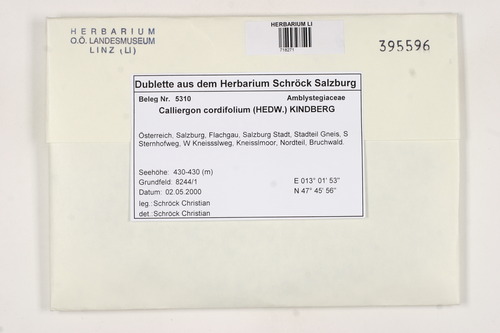 HERBARIUM
O.Ö. LANDESMUSEUM
LINZ (LI)
HERBARIUM LI
395596
Dublette aus dem Herbarium Schröck Salzburg
Beleg Nr. 5310 Amblystegiaceae
Calliergon cordifolium (HEDW.) KINDBERG
Österreich, Salzburg, Flachgau, Salzburg Stadt, Stadteil Gneis, S
Sternhofweg, W Kneissslweg, Kneisslmoor, Nordteil, Bruchwald.
Seehöhe: 430-430 (m) E 013° 01' 53"
Grundfeld: 8244/1 N 47° 45' 56"
Datum: 02.05.2000
leg.: Schröck Christian
det.: Schröck Christian